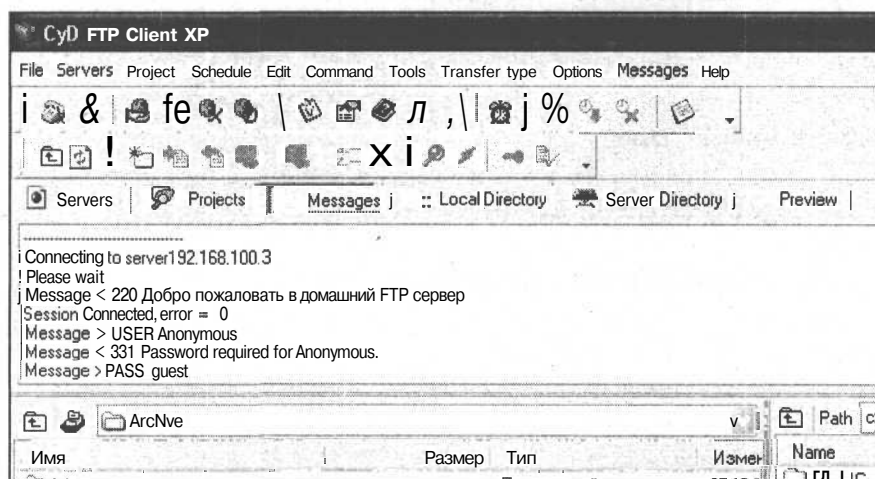 CyD FTP Client XP
File Servers Project Schedule Edit Command Tools Transfer type Options Messages Help
Servers Projects Messages Local Directory Server Directory Preview
Connecting to server192.168.100.3
Please wait
Message < 220 Добро пожаловать в домашний FTP сервер
Session Connected, error = 0
Message > USER Anonymous
Message < 331 Password required for Anonymous.
Message > PASS guest
ArcNve Path
Имя Размер Тип Измен Name